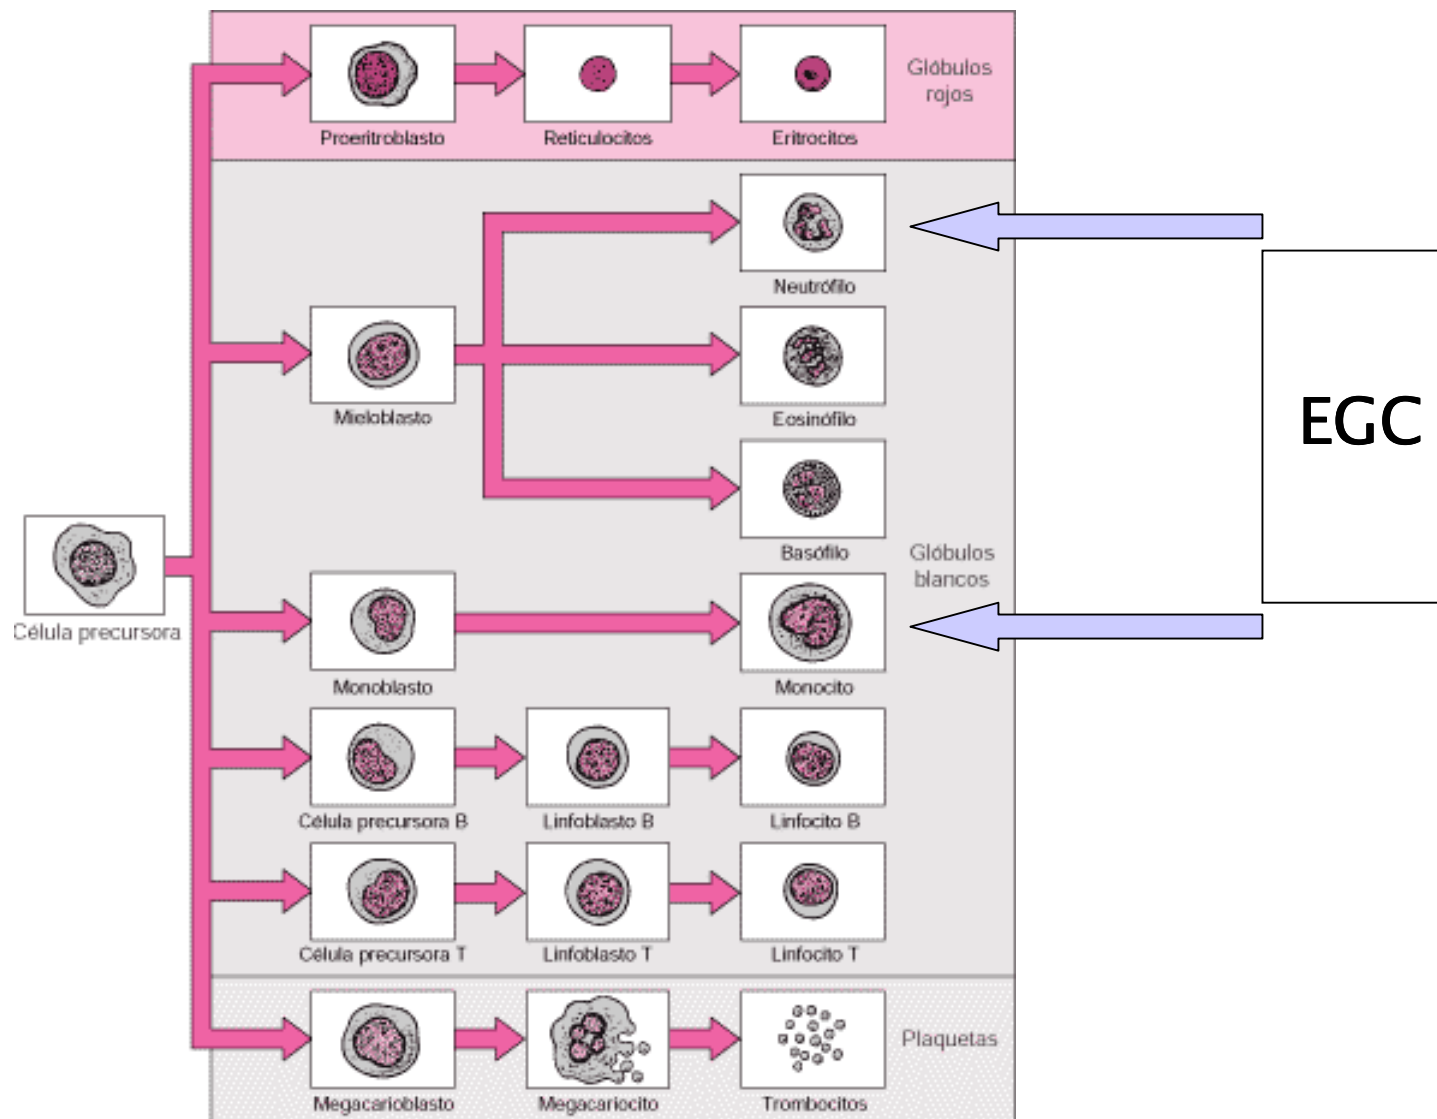 Glóbulos
rojos
Proeritroblasto
Reticulocitos
Eritrocitos
Neutrófilo
Mieloblasto
Eosinófilo
EGC
Basófilo
Glóbulos
blancos
Célula precursora
Monoblasto
Monocito
Célula precursora B
Linfoblasto B
Linfocito B
Célula precursora T
Linfoblasto T
Linfocito T
Plaquetas
Megacarioblasto
Megacariocito
Trombocitos